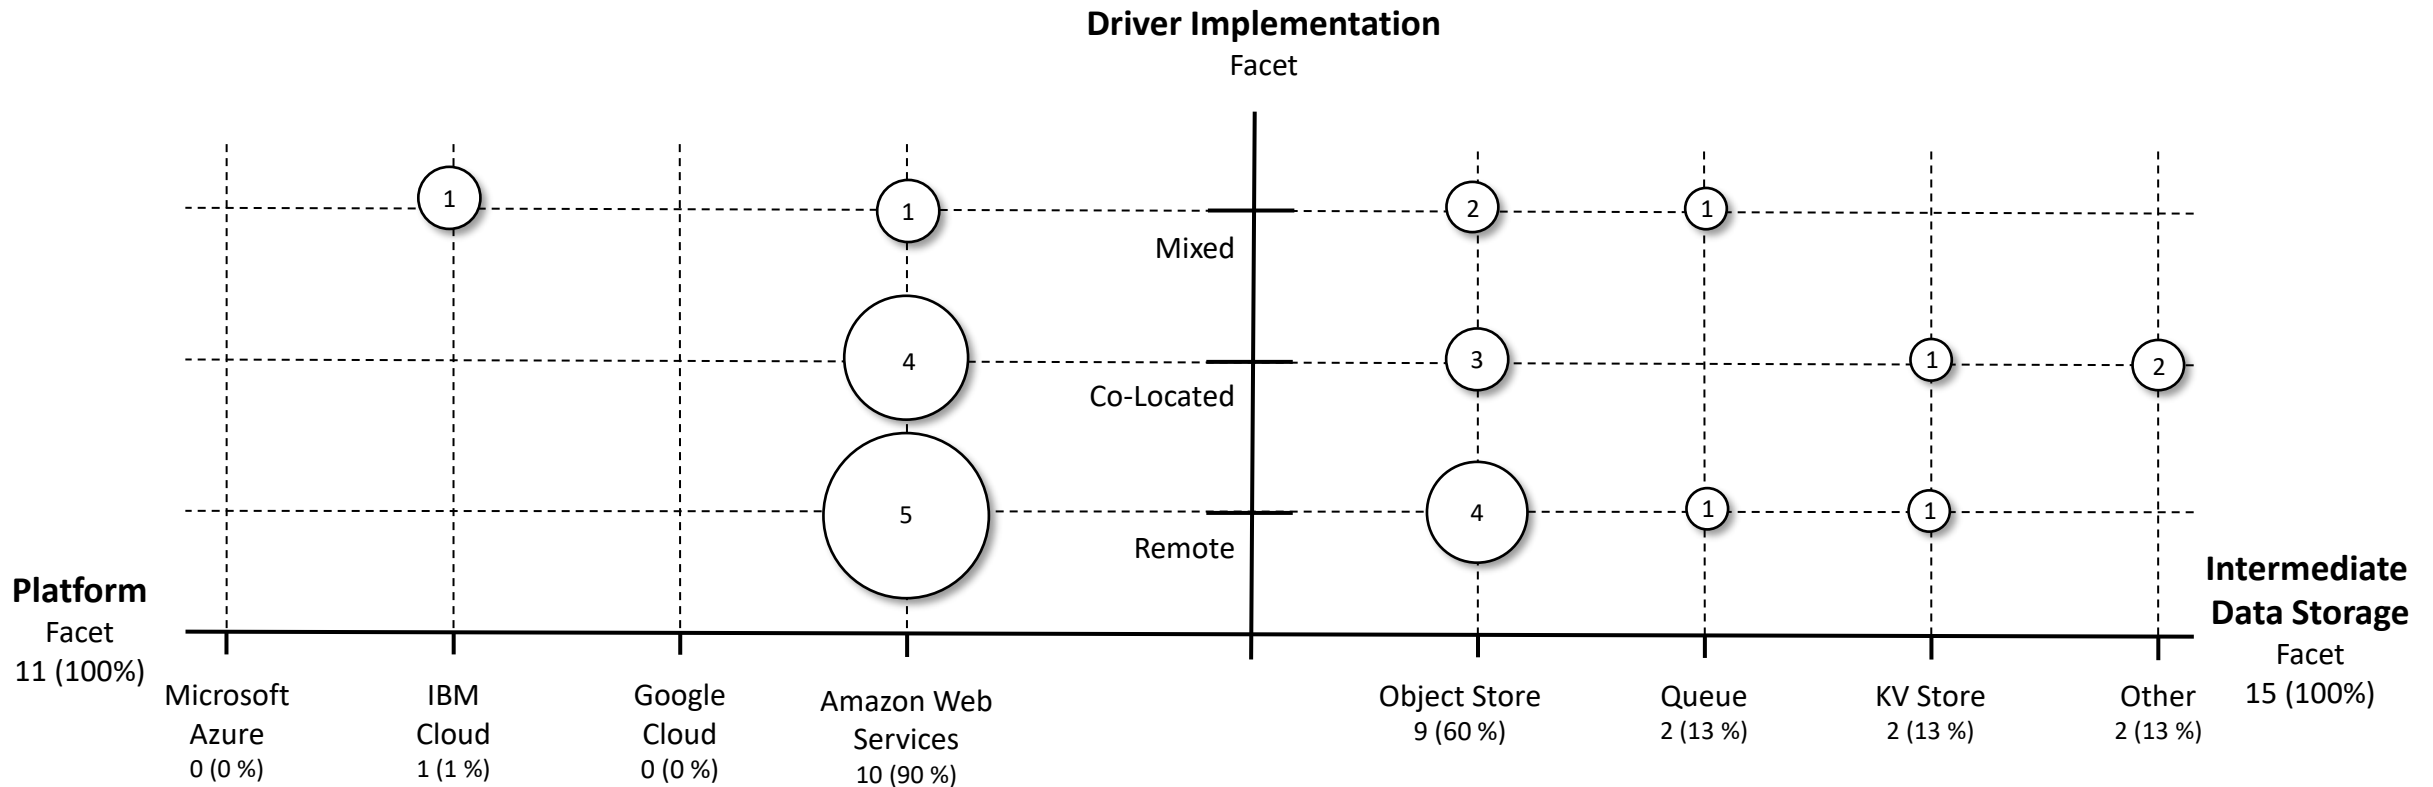 Driver Implementation
Facet
1
1
2
1
Mixed
4
3
1
2
Co-Located
5
4
1
1
Remote
Platform
Facet
11 (100%)
Intermediate
Data Storage
Facet
15 (100%)
Microsoft
Azure
0 (0 %)
IBM
Cloud
1 (1 %)
Google
Cloud
0 (0 %)
Amazon Web
Services
10 (90 %)
Object Store
9 (60 %)
Queue
2 (13 %)
KV Store
2 (13 %)
Other
2 (13 %)